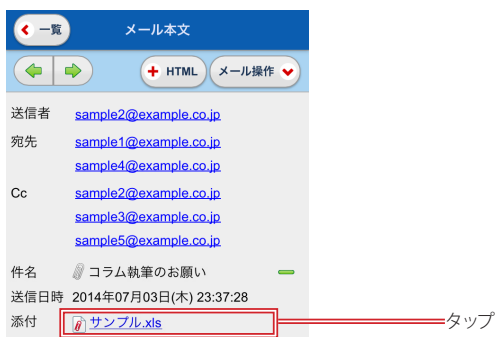 一覧 メール本文
HTML メール操作
送信者 sample2@example.co.jp
宛先 sample1@example.co.jp
sample4@example.co.jp
Cc sample2@example.co.jp
sample3@example.co.jp
sample5@example.co.jp
件名 コラム執筆のお願い
送信日時 2014年07月03日(木) 23:37:28
添付 サンプル.xls タップ